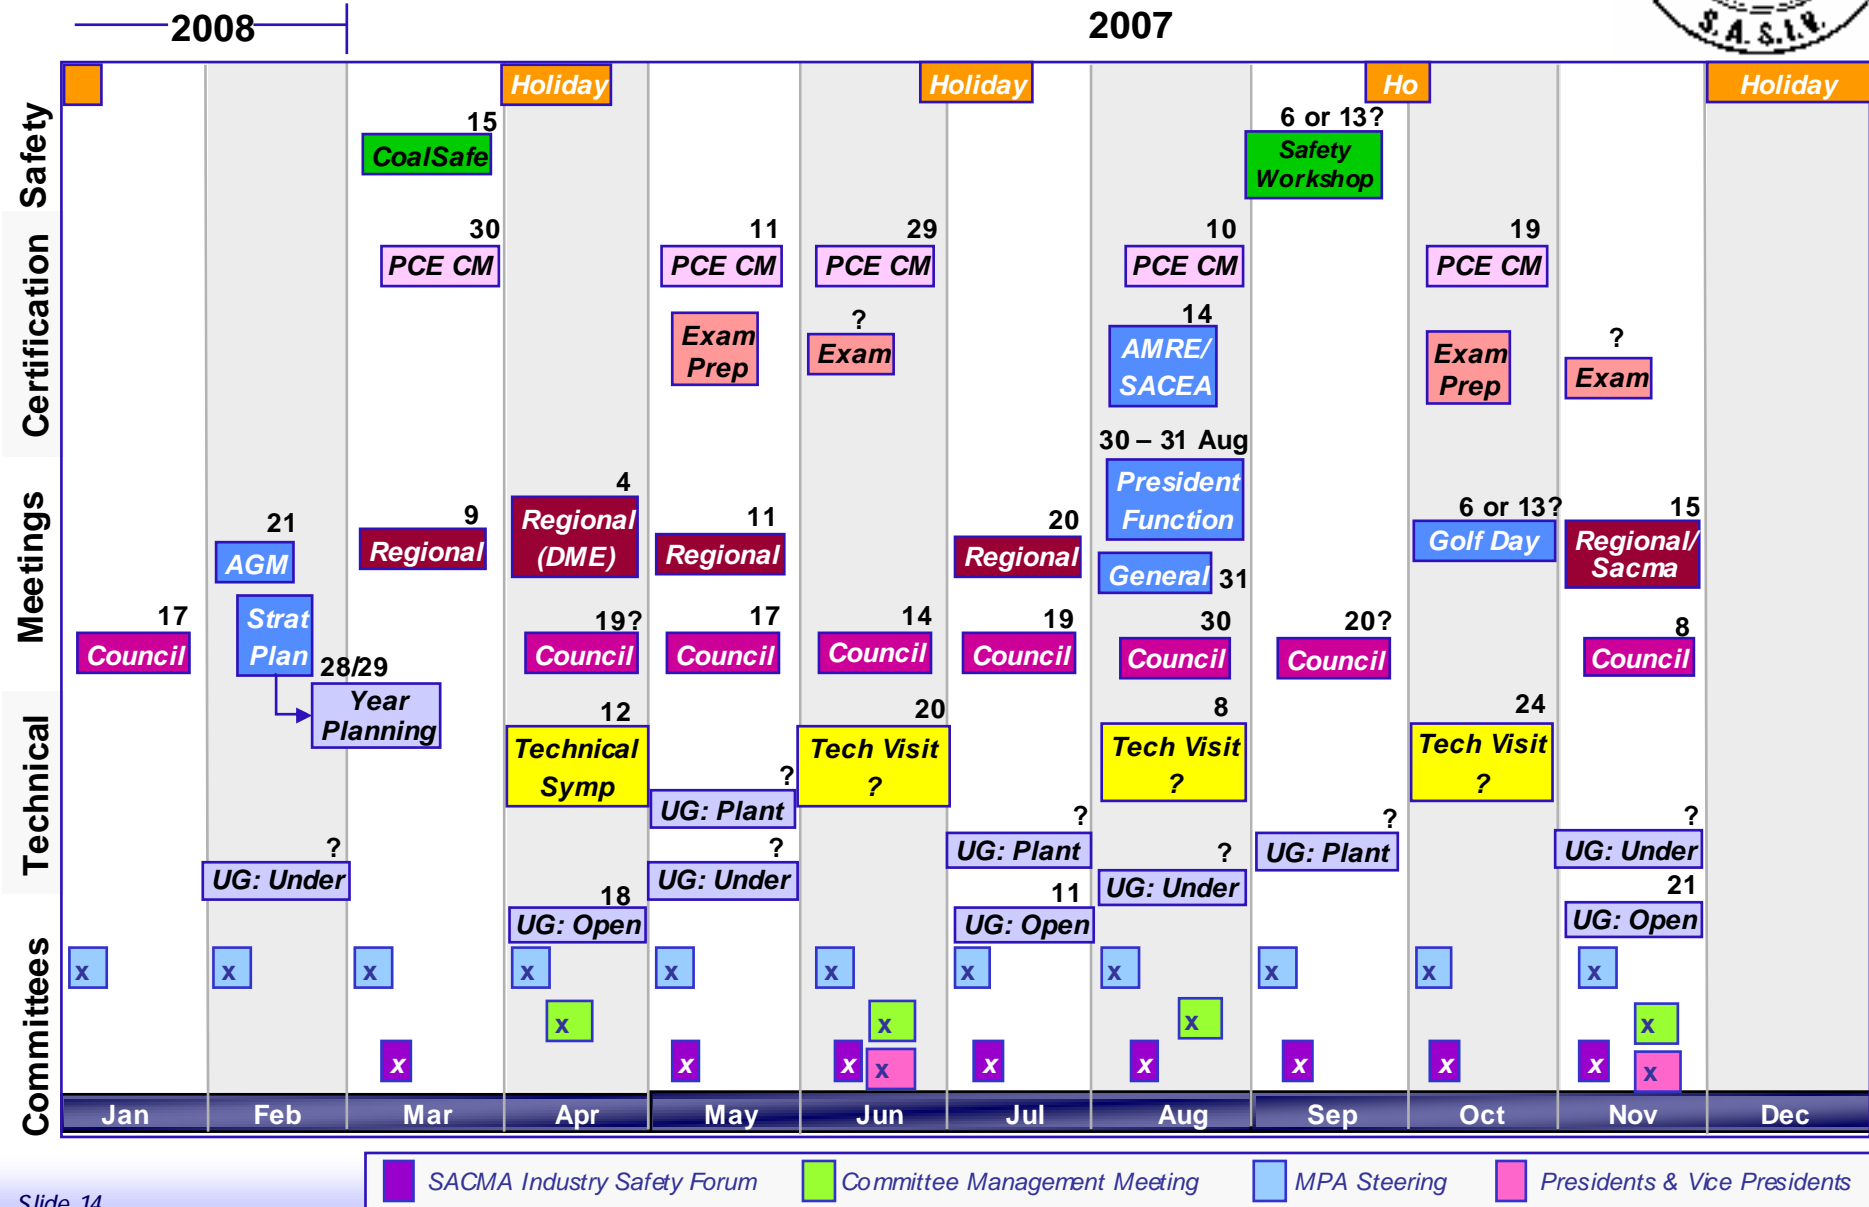 2008
2007
S.A.S.I.V.
Safety
Holiday
Holiday
Ho
Holiday
15
CoalSafe
6 or 13?
Safety
Workshop
Certification
30
PCE CM
11
PCE CM
29
PCE CM
10
PCE CM
19
PCE CM
Exam
Prep
?
Exam
14
AMRE/
SACEA
Exam
Prep
?
Exam
Meetings
30 – 31 Aug
President
Function
21
AGM
9
Regional
4
Regional
(DME)
11
Regional
20
Regional
General 31
6 or 13?
Golf Day
15
Regional/
Sacma
17
Council
Strat
Plan
28/29
Year
Planning
19?
Council
17
Council
14
Council
19
Council
30
Council
20?
Council
8
Council
Technical
12
Technical
Symp
20
Tech Visit
?
8
Tech Visit
?
24
Tech Visit
?
?
UG: Plant
?
UG: Plant
?
UG: Plant
?
UG: Under
?
UG: Under
?
UG: Under
?
UG: Under
18
UG: Open
11
UG: Open
21
UG: Open
Committees
x x x x x x x x x x x
x x x x
x x x x x x x x
x x
Jan Feb Mar Apr May Jun Jul Aug Sep Oct Nov Dec
SACMA Industry Safety Forum Committee Management Meeting MPA Steering Presidents & Vice Presidents
Slide 14